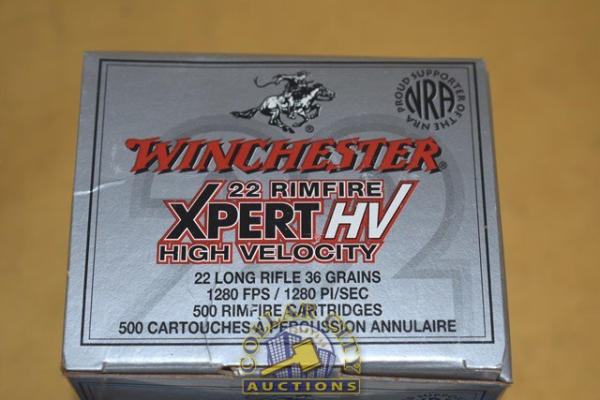 PROUD SUPPORTER OF THE NRA
NRA
WINCHESTER®
22 RIMFIRE
XPERT HV
HIGH VELOCITY
22 LONG RIFLE 36 GRAINS
1280 FPS / 1280 PI/SEC
500 RIMFIRE CARTRIDGES
500 CARTOUCHES A PERCUSSION ANNULAIRE
AUCTIONS